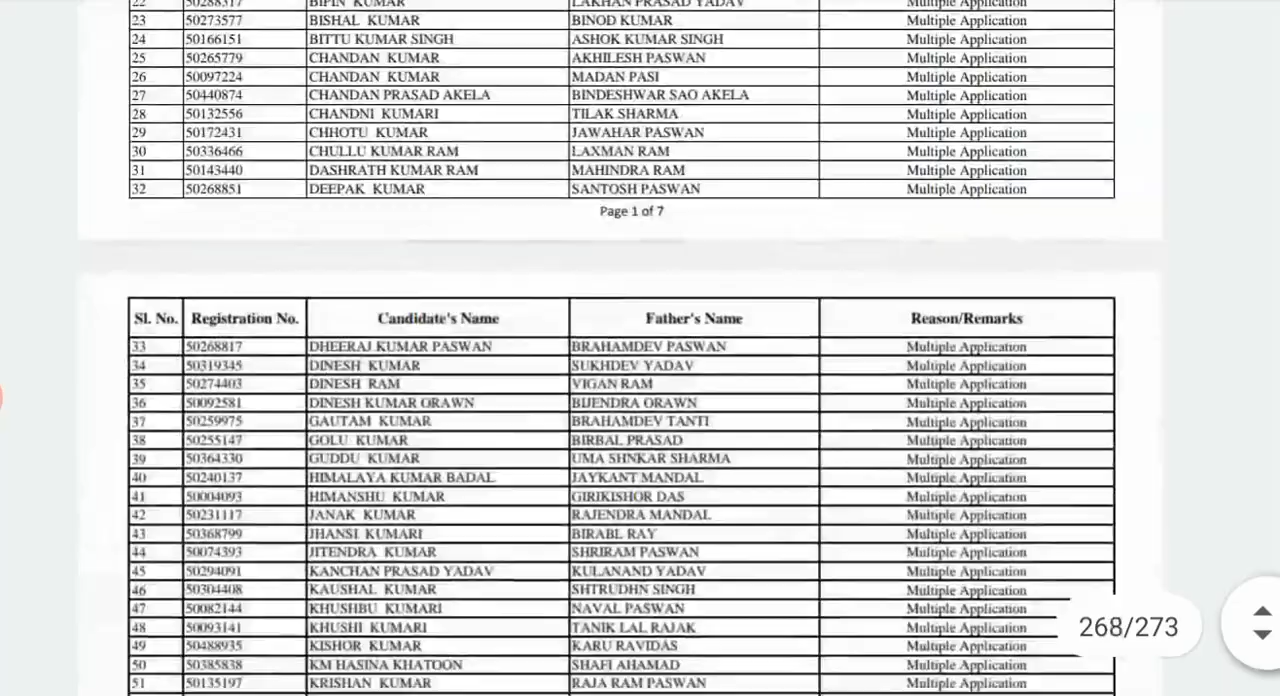 22 50288317 BIPIN KUMAR LAKHAN PRASAD YADAV Multiple Application
23 50273577 BISHAL KUMAR BINOD KUMAR Multiple Application
24 50166151 BITTU KUMAR SINGH ASHOK KUMAR SINGH Multiple Application
25 50265779 CHANDAN KUMAR AKHILESH PASWAN Multiple Application
26 50097224 CHANDAN KUMAR MADAN PASI Multiple Application
27 50440874 CHANDAN PRASAD AKELA BINDESHWAR SAO AKELA Multiple Application
28 50132556 CHANDNI KUMARI TILAK SHARMA Multiple Application
29 50172431 CHHOTU KUMAR JAWAHAR PASWAN Multiple Application
30 50336466 CHULLU KUMAR RAM LAXMAN RAM Multiple Application
31 50143440 DASHRATH KUMAR RAM MAHINDRA RAM Multiple Application
32 50268851 DEEPAK KUMAR SANTOSH PASWAN Multiple Application
Page 1 of 7
Sl. No. Registration No. Candidate's Name Father's Name Reason/Remarks
33 50268817 DHEERAJ KUMAR PASWAN BRAHAMDEV PASWAN Multiple Application
34 50319345 DINESH KUMAR SUKHDEV YADAV Multiple Application
35 50274403 DINESH RAM VIGAN RAM Multiple Application
36 50092581 DINESH KUMAR ORAWN BIJENDRA ORAWN Multiple Application
37 50259975 GAUTAM KUMAR BRAHAMDEV TANTI Multiple Application
38 50255147 GOLU KUMAR BIRBAL PRASAD Multiple Application
39 50364330 GUDDU KUMAR UMA SHNKAR SHARMA Multiple Application
40 50240137 HIMALAYA KUMAR BADAL JAYKANT MANDAL Multiple Application
41 50004093 HIMANSHU KUMAR GIRIKISHOR DAS Multiple Application
42 50231117 JANAK KUMAR RAJENDRA MANDAL Multiple Application
43 50368799 JHANSI KUMARI BIRABL RAY Multiple Application
44 50074393 JITENDRA KUMAR SHRIRAM PASWAN Multiple Application
45 50294091 KANCHAN PRASAD YADAV KULANAND YADAV Multiple Application
46 50304408 KAUSHAL KUMAR SHTRUDHN SINGH Multiple Application
47 50082144 KHUSHBU KUMARI NAVAL PASWAN Multiple Application
48 50093141 KHUSHI KUMARI TANIK LAL RAJAK Multiple Application
268/273
49 50488935 KISHOR KUMAR KARU RAVIDAS Multiple Application
50 50385838 KM HASINA KHATOON SHAFI AHAMAD Multiple Application
51 50135197 KRISHAN KUMAR RAJA RAM PASWAN Multiple Application